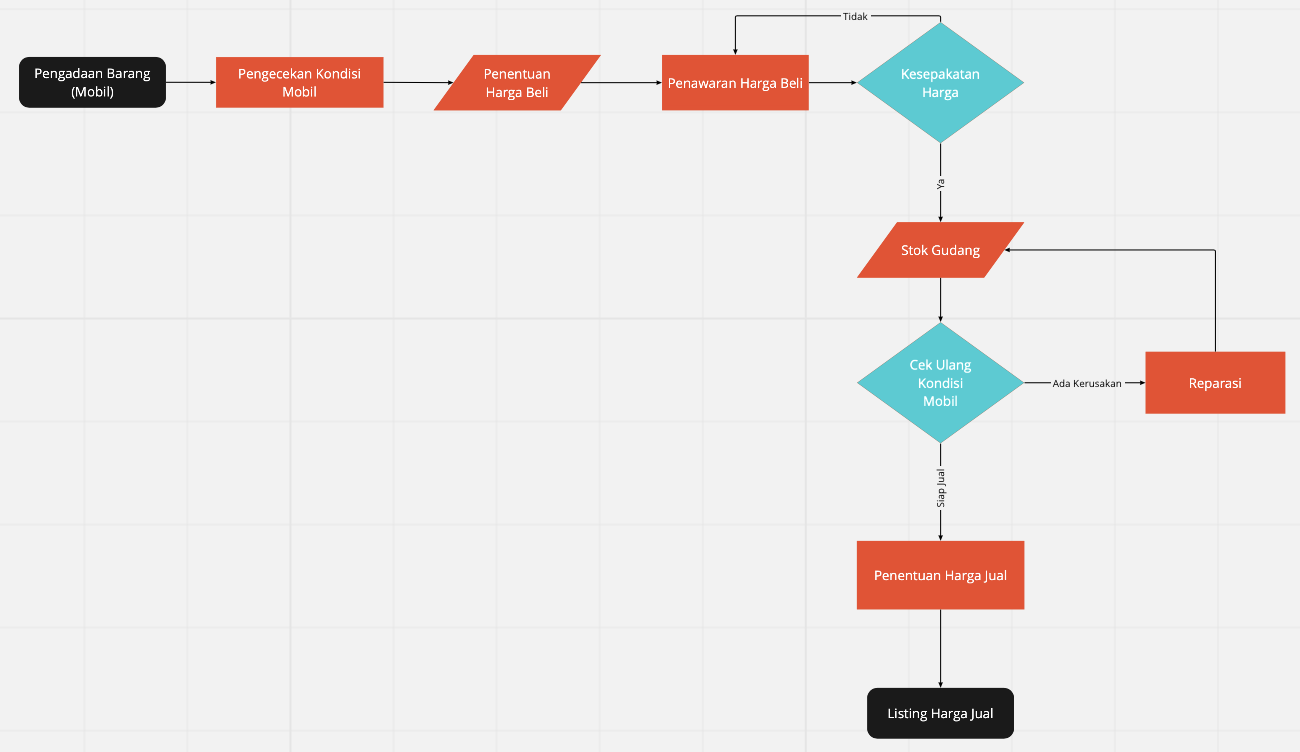 Tidak
Pengadaan Barang
(Mobil)
Pengecekan Kondisi
Mobil
Penentuan
Harga Beli
Penawaran Harga Beli
Kesepakatan
Harga
Ya
Stok Gudang
Cek Ulang
Kondisi
Mobil
Ada Kerusakan
Reparasi
Siap Jual
Penentuan Harga Jual
Listing Harga Jual